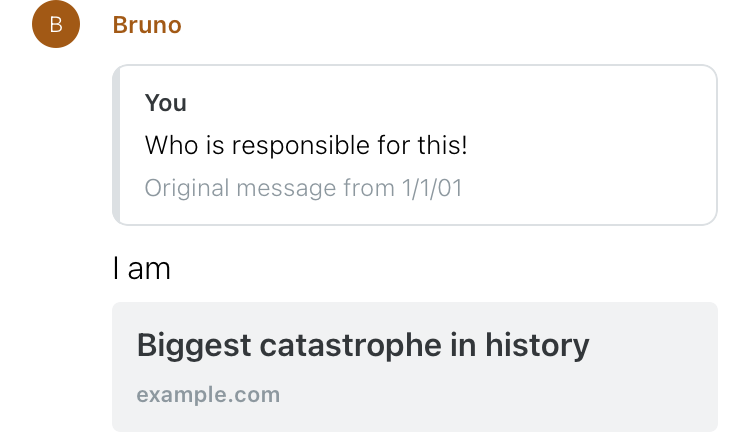 B
Bruno
You
Who is responsible for this!
Original message from 1/1/01
I am
Biggest catastrophe in history
example.com